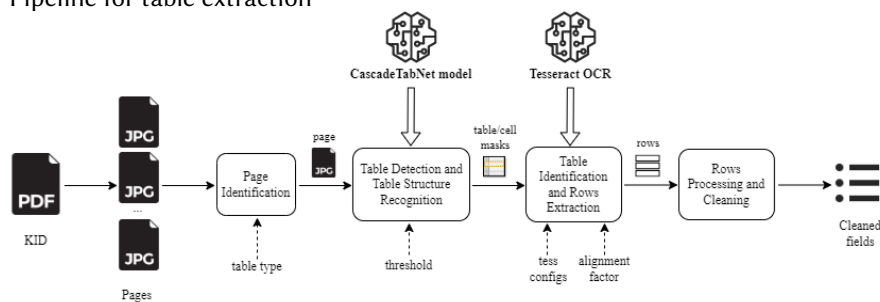 Pipeline for table extraction
CascadeTabNet model
Tesseract OCR
JPG
page
JPG
table/cell
masks
rows
PDF
JPG
...
Page
Identification
Table Detection and
Table Structure
Recognition
Table
Identification
and Rows
Extraction
Rows
Processing and
Cleaning
KID
JPG
Pages
table type
threshold
tess
configs
alignment
factor
Cleaned
fields